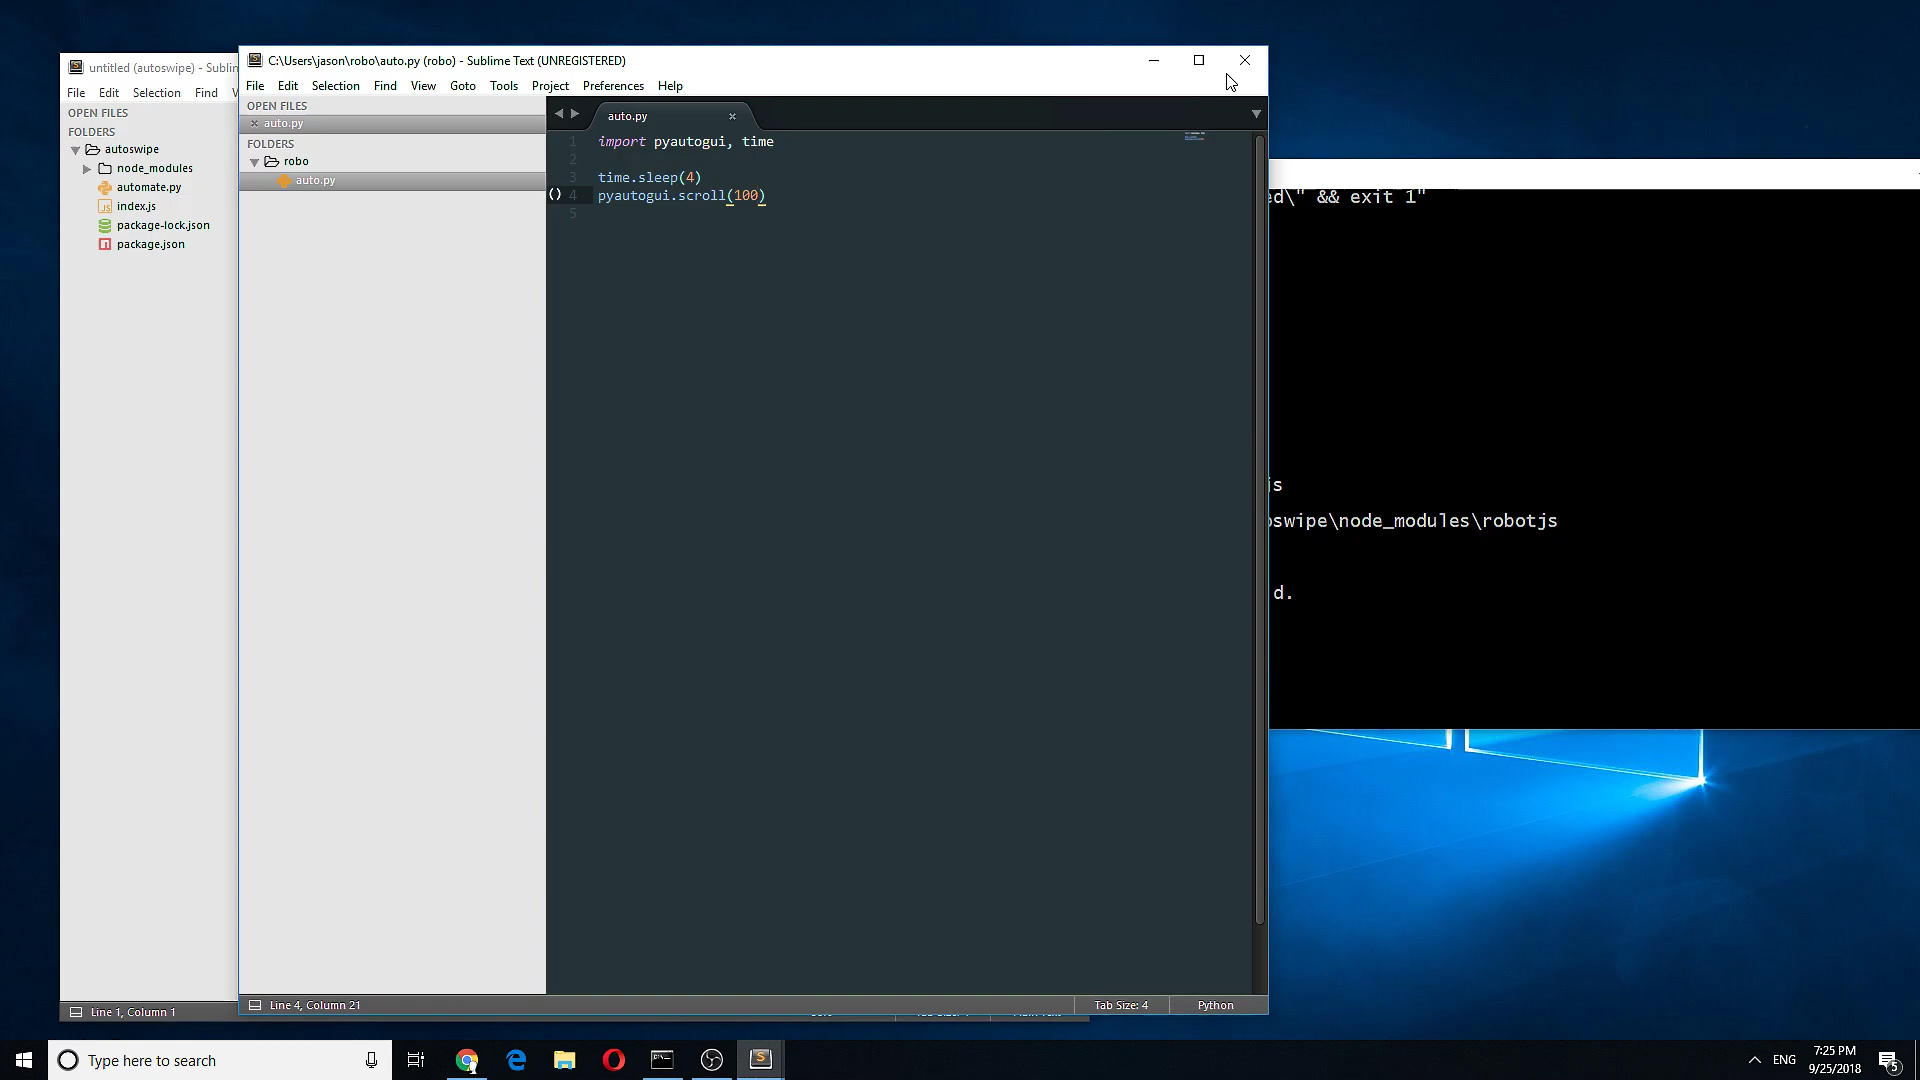 untitled (autoswipe) - Sublin
File Edit Selection Find V
OPEN FILES
FOLDERS
autoswipe
node_modules
automate.py
index.js
package-lock.json
package.json
Line 1, Column 1
C:\Users\jason\robo\auto.py (robo) - Sublime Text (UNREGISTERED)
File Edit Selection Find View Goto Tools Project Preferences Help
OPEN FILES
auto.py
FOLDERS
robo
auto.py
auto.py
1 import pyautogui, time
2
3 time.sleep(4)
() 4 pyautogui.scroll(100)
5
Line 4, Column 21
Tab Size: 4
Python
ed\" && exit 1"
js
oswipe\node_modules\robotjs
d.
Type here to search
ENG
7:25 PM
9/25/2018
5